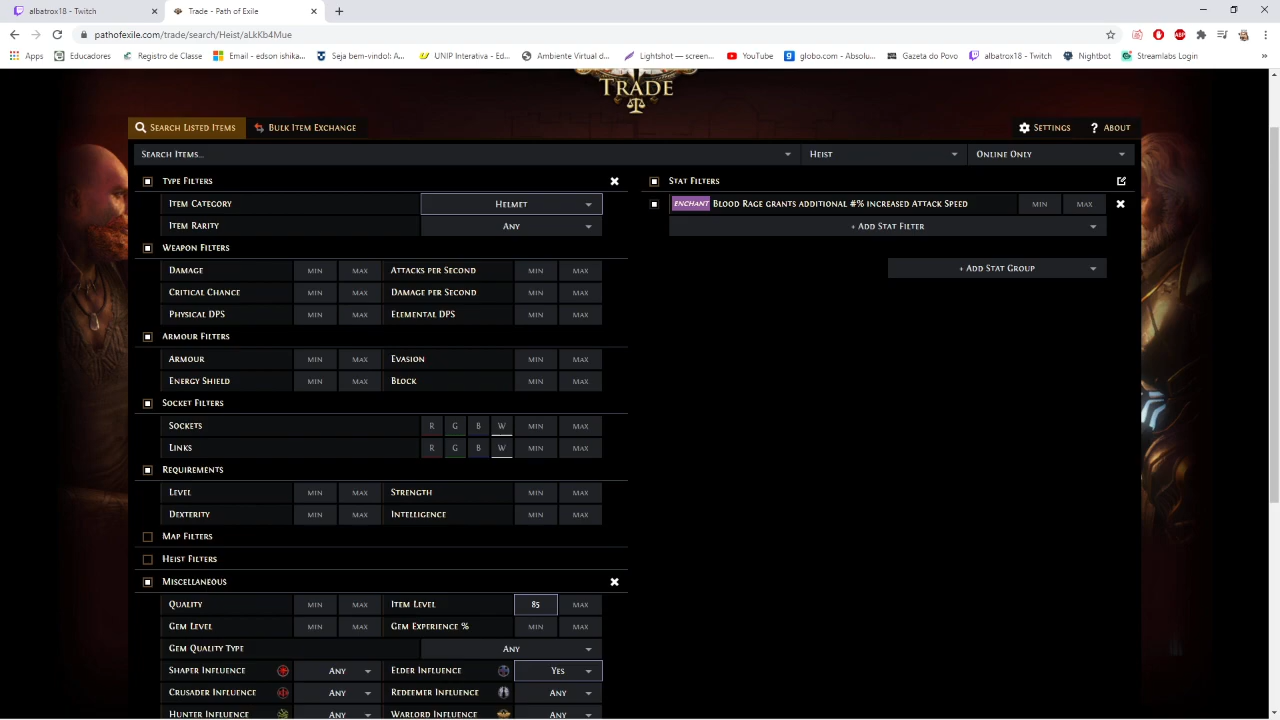 albatrox18 - Twitch
Trade - Path of Exile
pathofexile.com/trade/search/Heist/aLkKb4Mue
Apps Educadores Registro de Classe Email - edson ishika... Seja bem-vindo!: A... UNIP Interativa - Ed... Ambiente Virtual d... Lightshot — screen... YouTube globo.com - Absolu... Gazeta do Povo albatrox18 - Twitch Nightbot Streamlabs Login »
TRADE
Search Listed Items Bulk Item Exchange Settings ? About
Search Items... Heist Online Only
Type Filters
Item Category Helmet
Item Rarity Any
Weapon Filters
Damage MIN MAX Attacks per Second MIN MAX
Critical Chance MIN MAX Damage per Second MIN MAX
Physical DPS MIN MAX Elemental DPS MIN MAX
Armour Filters
Armour MIN MAX Evasion MIN MAX
Energy Shield MIN MAX Block MIN MAX
Socket Filters
Sockets R G B W MIN MAX
Links R G B W MIN MAX
Requirements
Level MIN MAX Strength MIN MAX
Dexterity MIN MAX Intelligence MIN MAX
Map Filters
Heist Filters
Miscellaneous
Quality MIN MAX Item Level 85 MAX
Gem Level MIN MAX Gem Experience % MIN MAX
Gem Quality Type Any
Shaper Influence Any Elder Influence Yes
Crusader Influence Any Redeemer Influence Any
Hunter Influence Any Warlord Influence Any
Stat Filters
ENCHANT Blood Rage grants additional #% increased Attack Speed MIN MAX
+ Add Stat Filter
+ Add Stat Group